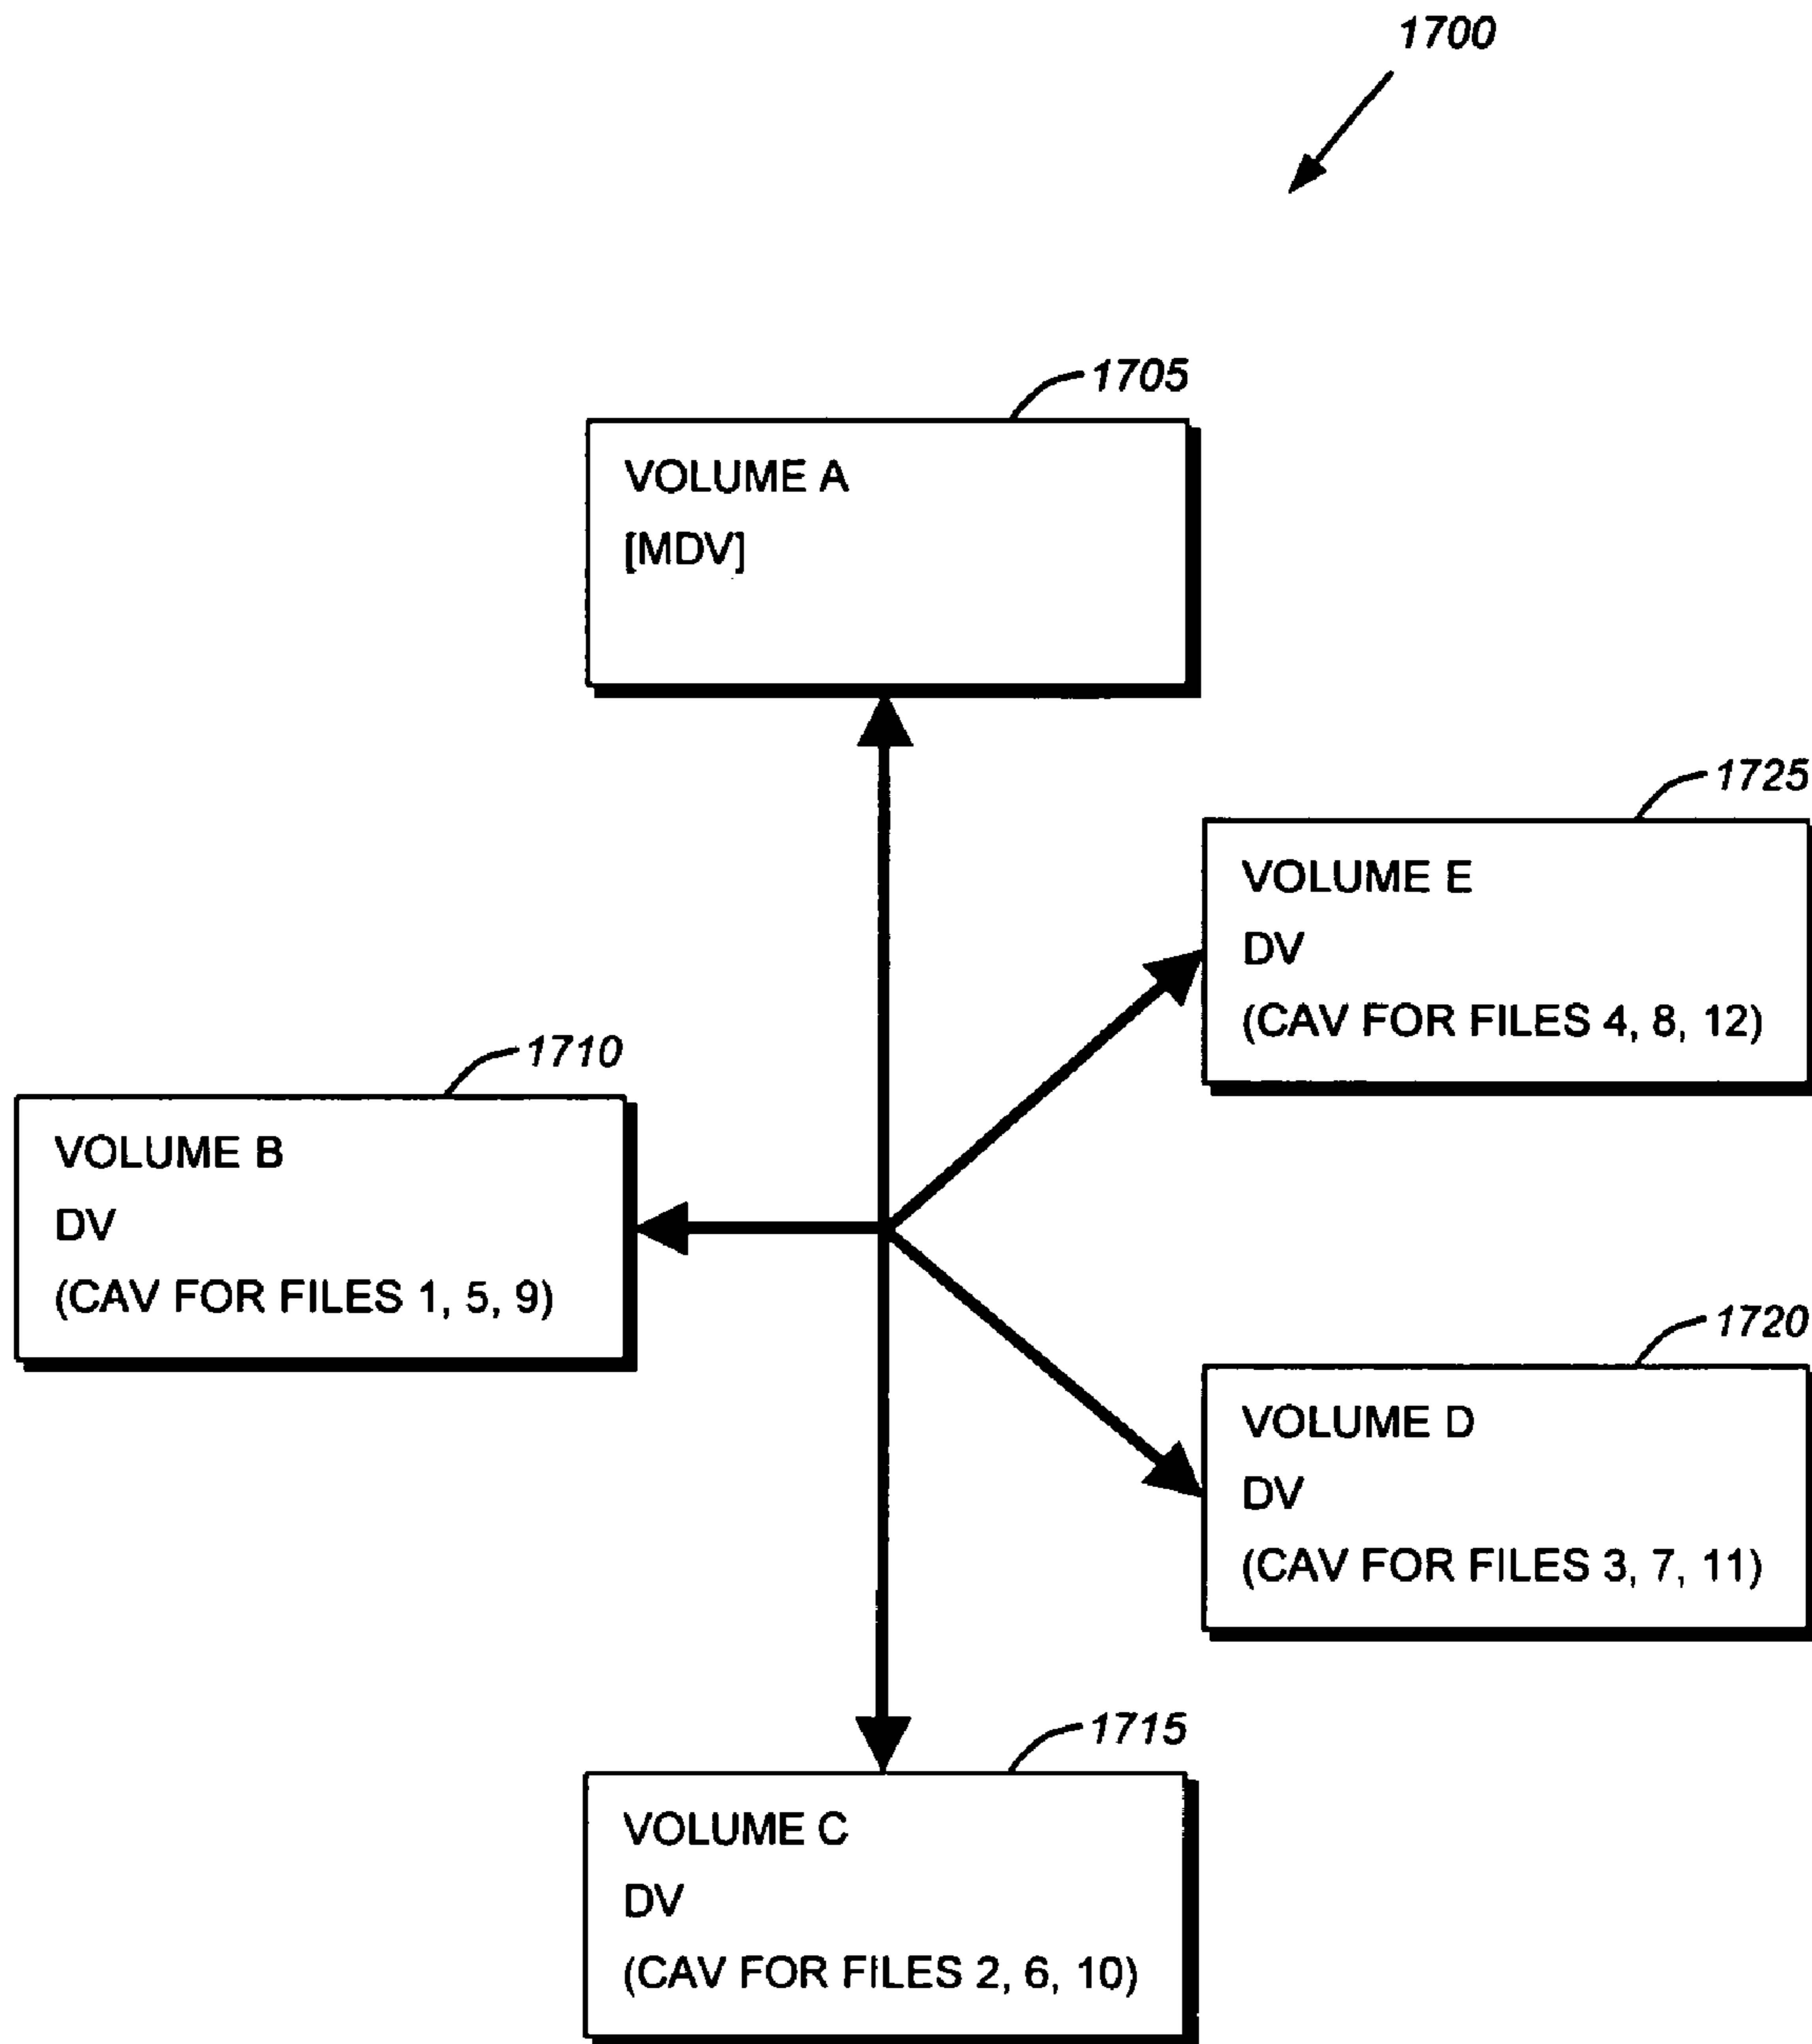 1700
1705
VOLUME A
[MDV]
1725
VOLUME E
DV
(CAV FOR FILES 4, 8, 12)
1710
VOLUME B
DV
(CAV FOR FILES 1, 5, 9)
1720
VOLUME D
DV
(CAV FOR FILES 3, 7, 11)
1715
VOLUME C
DV
(CAV FOR FILES 2, 6, 10)